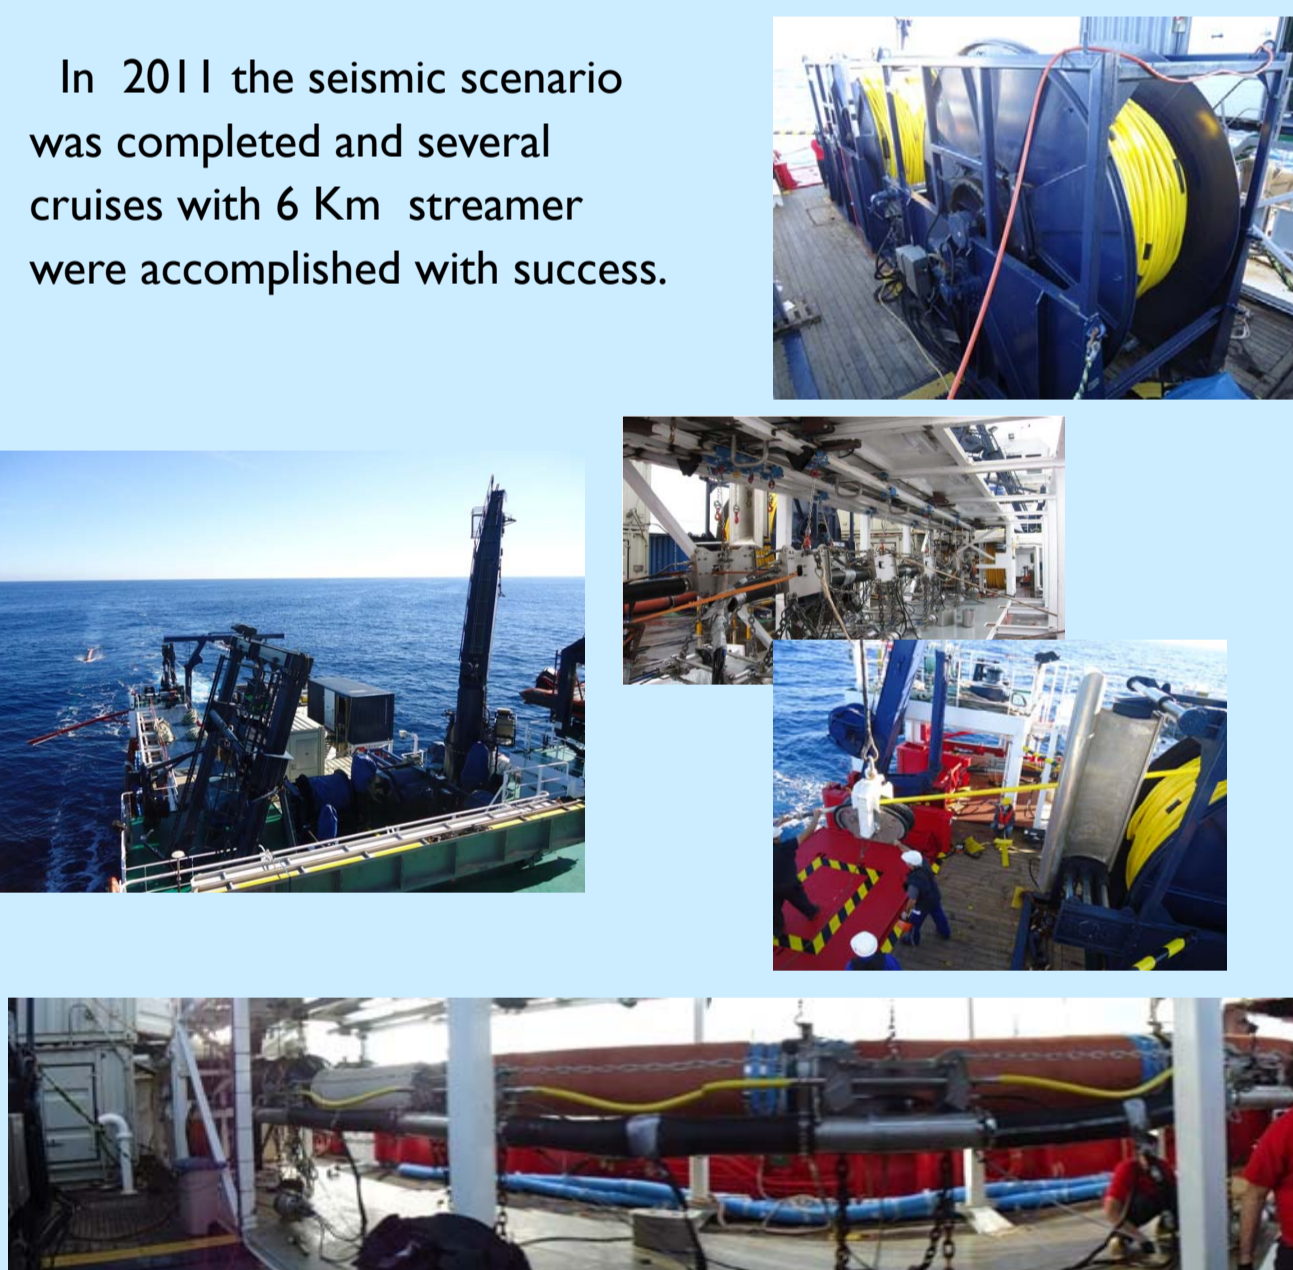 In 2011 the seismic scenario
was completed and several
cruises with 6 Km streamer
were accomplished with success.